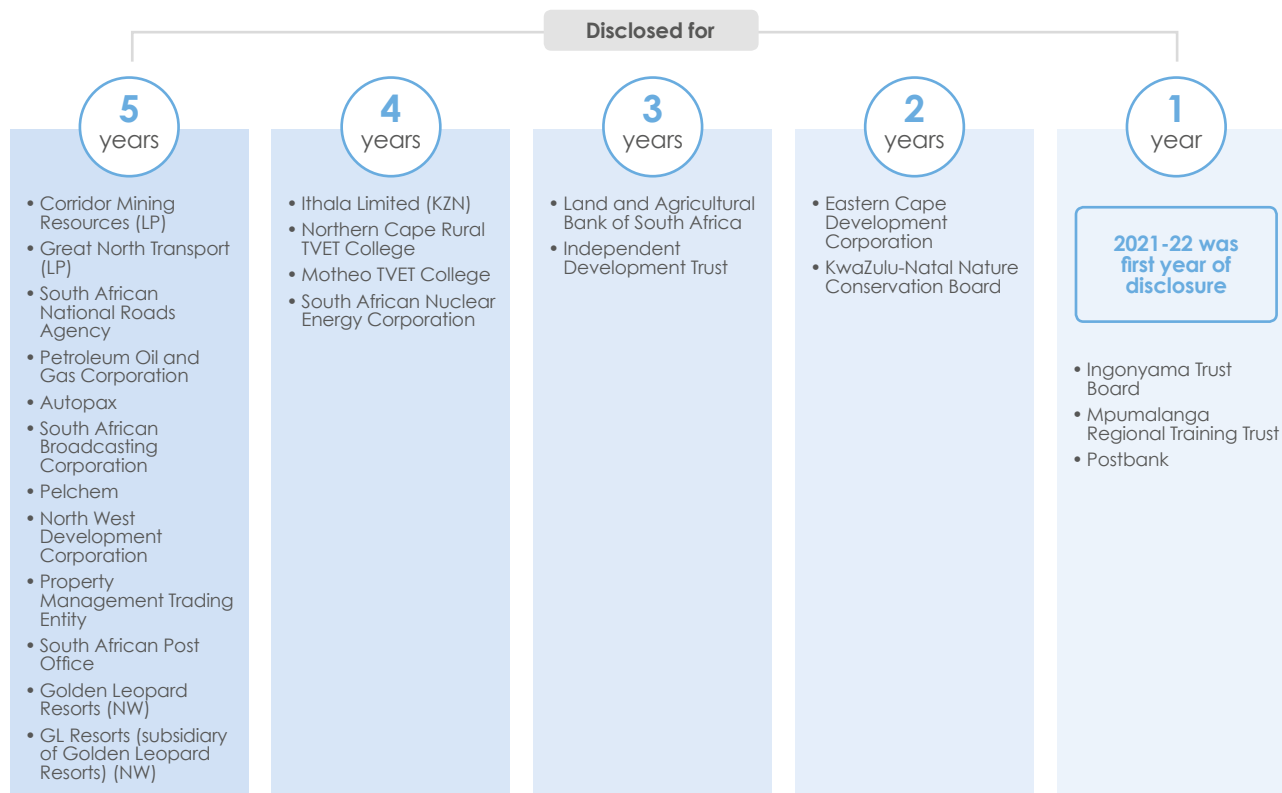 Disclosed for
5
years
• Corridor Mining
Resources (LP)
• Great North Transport
(LP)
• South African
National Roads
Agency
• Petroleum Oil and
Gas Corporation
• Autopax
• South African
Broadcasting
Corporation
• Pelchem
• North West
Development
Corporation
• Property
Management Trading
Entity
• South African Post
Office
• Golden Leopard
Resorts (NW)
• GL Resorts (subsidiary
of Golden Leopard
Resorts) (NW)
4
years
• Ithala Limited (KZN)
• Northern Cape Rural
TVET College
• Motheo TVET College
• South African Nuclear
Energy Corporation
3
years
• Land and Agricultural
Bank of South Africa
• Independent
Development Trust
2
years
• Eastern Cape
Development
Corporation
• KwaZulu-Natal Nature
Conservation Board
1
year
2021-22 was
first year of
disclosure
• Ingonyama Trust
Board
• Mpumalanga
Regional Training Trust
• Postbank